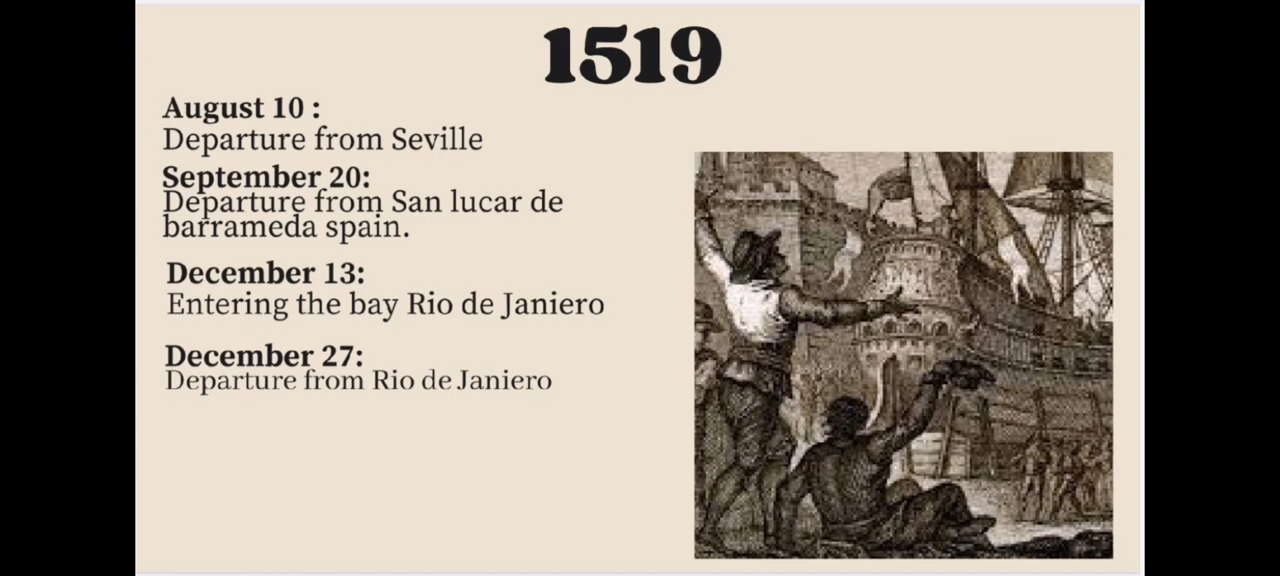 1519
August 10 :
Departure from Seville
September 20:
Departure from San lucar de
barrameda spain.
December 13:
Entering the bay Rio de Janiero
December 27:
Departure from Rio de Janiero